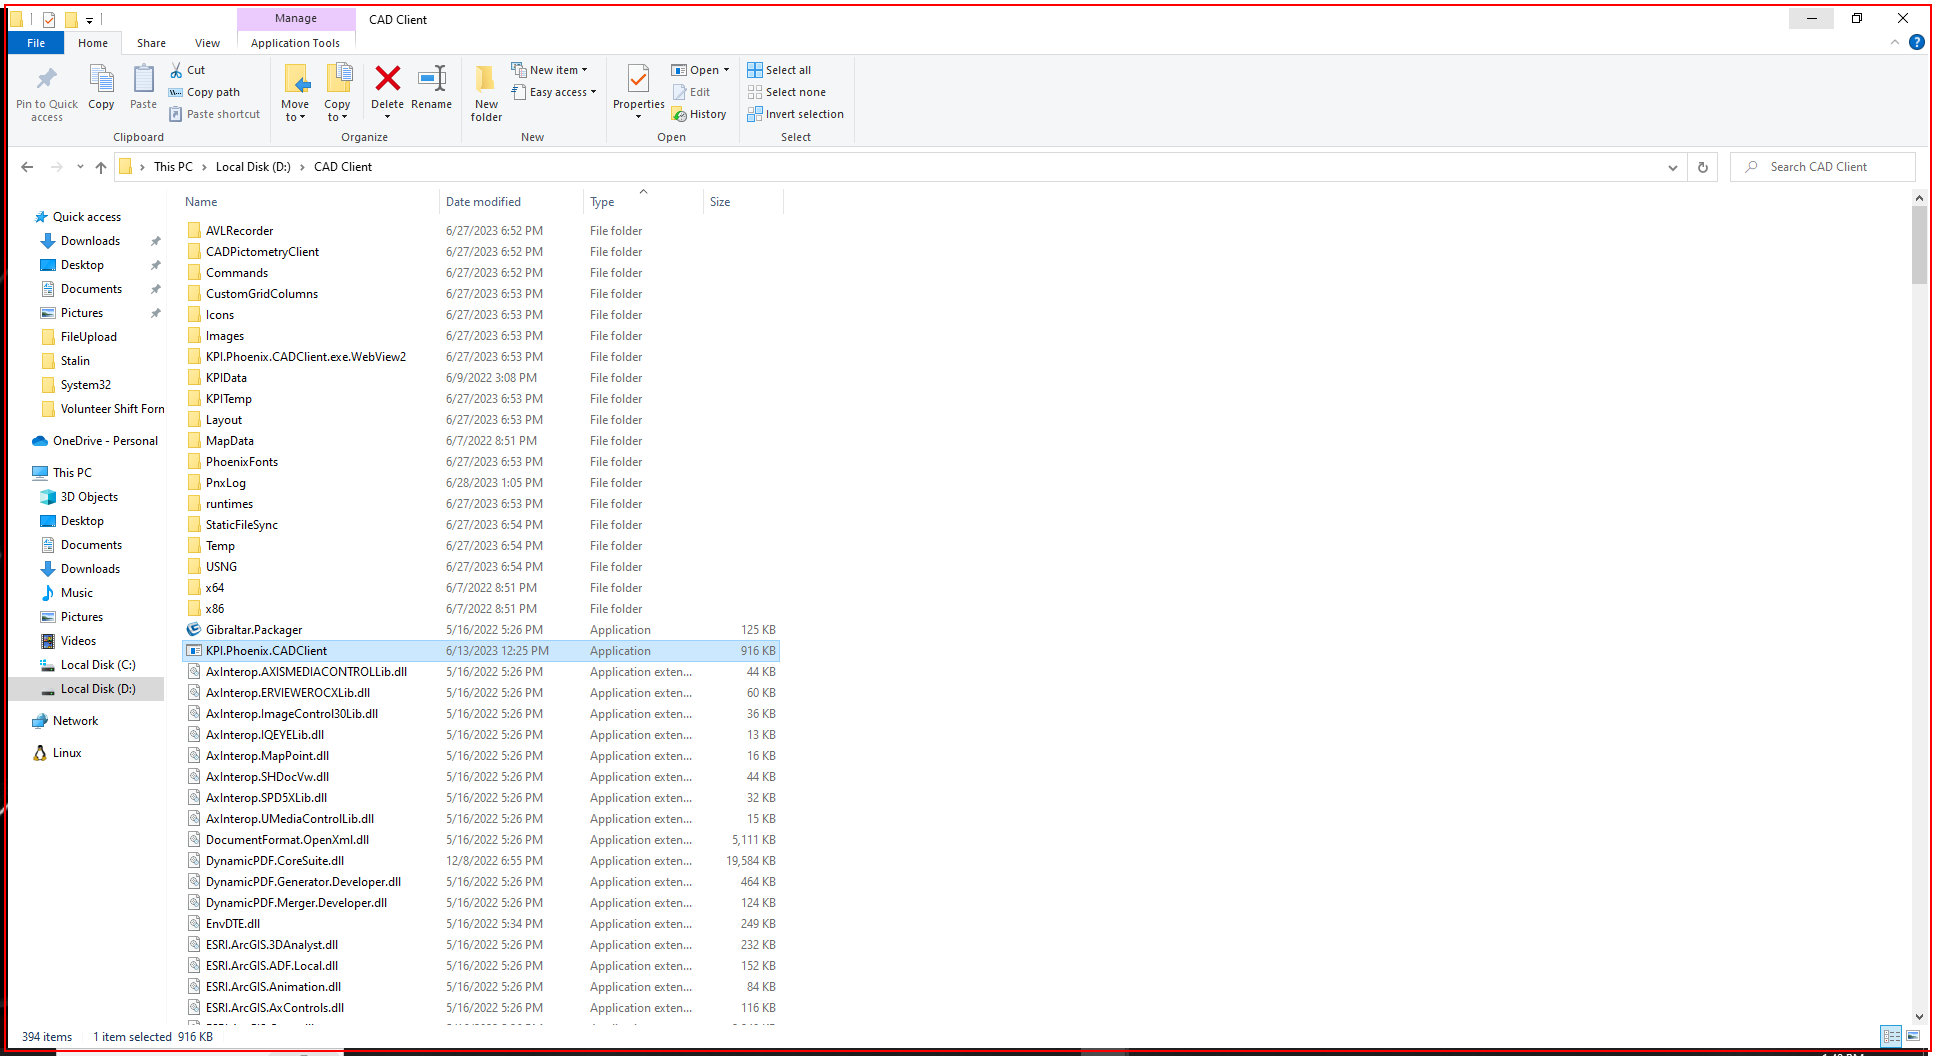 Manage
CAD Client
File
Home
Share
View
Application Tools
Pin to Quick access
Copy
Paste
Cut
Copy path
Paste shortcut
Clipboard
Move to
Copy to
Delete
Rename
Organize
New folder
New item
Easy access
New
Properties
Open
Edit
History
Open
Select all
Select none
Invert selection
Select
This PC > Local Disk (D:) > CAD Client
Search CAD Client
Quick access
Downloads
Desktop
Documents
Pictures
FileUpload
Stalin
System32
Volunteer Shift Forn
OneDrive - Personal
This PC
3D Objects
Desktop
Documents
Downloads
Music
Pictures
Videos
Local Disk (C:)
Local Disk (D:)
Network
Linux
Name Date modified Type Size
AVLRecorder 6/27/2023 6:52 PM File folder
CADPictometryClient 6/27/2023 6:52 PM File folder
Commands 6/27/2023 6:52 PM File folder
CustomGridColumns 6/27/2023 6:53 PM File folder
Icons 6/27/2023 6:53 PM File folder
Images 6/27/2023 6:53 PM File folder
KPI.Phoenix.CADClient.exe.WebView2 6/27/2023 6:53 PM File folder
KPIData 6/9/2022 3:08 PM File folder
KPITemp 6/27/2023 6:53 PM File folder
Layout 6/27/2023 6:53 PM File folder
MapData 6/7/2022 8:51 PM File folder
PhoenixFonts 6/27/2023 6:53 PM File folder
PnxLog 6/28/2023 1:05 PM File folder
runtimes 6/27/2023 6:53 PM File folder
StaticFileSync 6/27/2023 6:54 PM File folder
Temp 6/27/2023 6:54 PM File folder
USNG 6/27/2023 6:54 PM File folder
x64 6/7/2022 8:51 PM File folder
x86 6/7/2022 8:51 PM File folder
Gibraltar.Packager 5/16/2022 5:26 PM Application 125 KB
KPI.Phoenix.CADClient 6/13/2023 12:25 PM Application 916 KB
AxInterop.AXISMEDIACONTROLLib.dll 5/16/2022 5:26 PM Application exten... 44 KB
AxInterop.ERVIEWEROCXLib.dll 5/16/2022 5:26 PM Application exten... 60 KB
AxInterop.ImageControl30Lib.dll 5/16/2022 5:26 PM Application exten... 36 KB
AxInterop.IQEYELib.dll 5/16/2022 5:26 PM Application exten... 13 KB
AxInterop.MapPoint.dll 5/16/2022 5:26 PM Application exten... 16 KB
AxInterop.SHDocVw.dll 5/16/2022 5:26 PM Application exten... 44 KB
AxInterop.SPD5XLib.dll 5/16/2022 5:26 PM Application exten... 32 KB
AxInterop.UMediaControlLib.dll 5/16/2022 5:26 PM Application exten... 15 KB
DocumentFormat.OpenXml.dll 5/16/2022 5:26 PM Application exten... 5,111 KB
DynamicPDF.CoreSuite.dll 12/8/2022 6:55 PM Application exten... 19,584 KB
DynamicPDF.Generator.Developer.dll 5/16/2022 5:26 PM Application exten... 464 KB
DynamicPDF.Merger.Developer.dll 5/16/2022 5:26 PM Application exten... 124 KB
EnvDTE.dll 5/16/2022 5:34 PM Application exten... 249 KB
ESRI.ArcGIS.3DAnalyst.dll 5/16/2022 5:26 PM Application exten... 232 KB
ESRI.ArcGIS.ADF.Local.dll 5/16/2022 5:26 PM Application exten... 152 KB
ESRI.ArcGIS.Animation.dll 5/16/2022 5:26 PM Application exten... 84 KB
ESRI.ArcGIS.AxControls.dll 5/16/2022 5:26 PM Application exten... 116 KB
394 items 1 item selected 916 KB